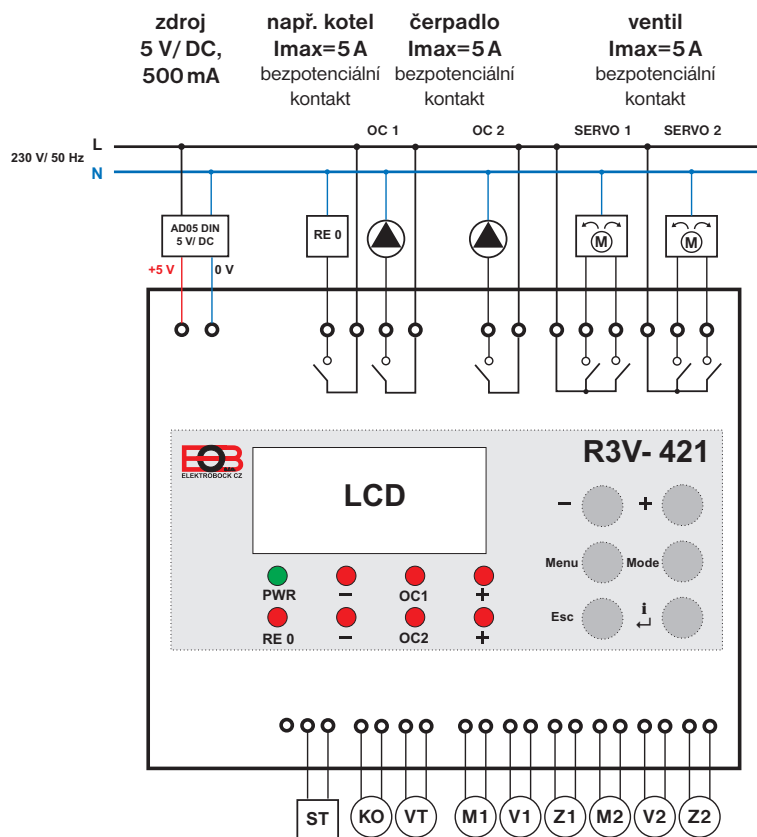 zdroj
5 V/ DC,
500 mA
např. kotel
Imax=5 A
bezpotenciální
kontakt
čerpadlo
Imax=5 A
bezpotenciální
kontakt
ventil
Imax=5 A
bezpotenciální
kontakt
OC 1
OC 2
SERVO 1
SERVO 2
L
230 V/ 50 Hz
N
AD05 DIN
5 V/ DC
RE 0
M
M
+5 V
0 V
R3V- 421
ELEKTROBOCK CZ
LCD
– +
Menu Mode
PWR – OC1 +
Esc i
RE 0 – OC2 +
ST KO VT M1 V1 Z1 M2 V2 Z2